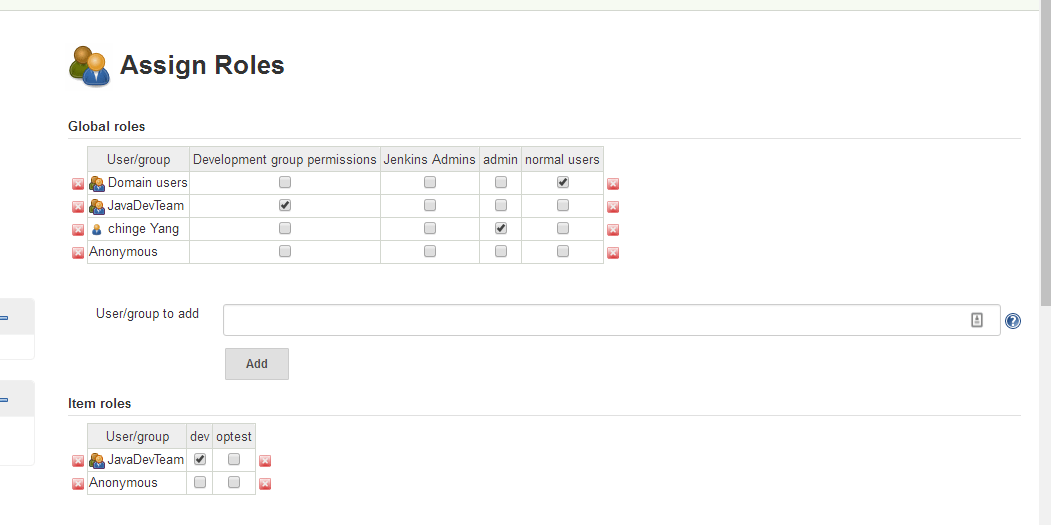 Assign Roles
Global roles
User/group Development group permissions Jenkins Admins admin normal users
Domain users
JavaDevTeam
chinge Yang
Anonymous
User/group to add
Add
Item roles
User/group dev optest
JavaDevTeam
Anonymous